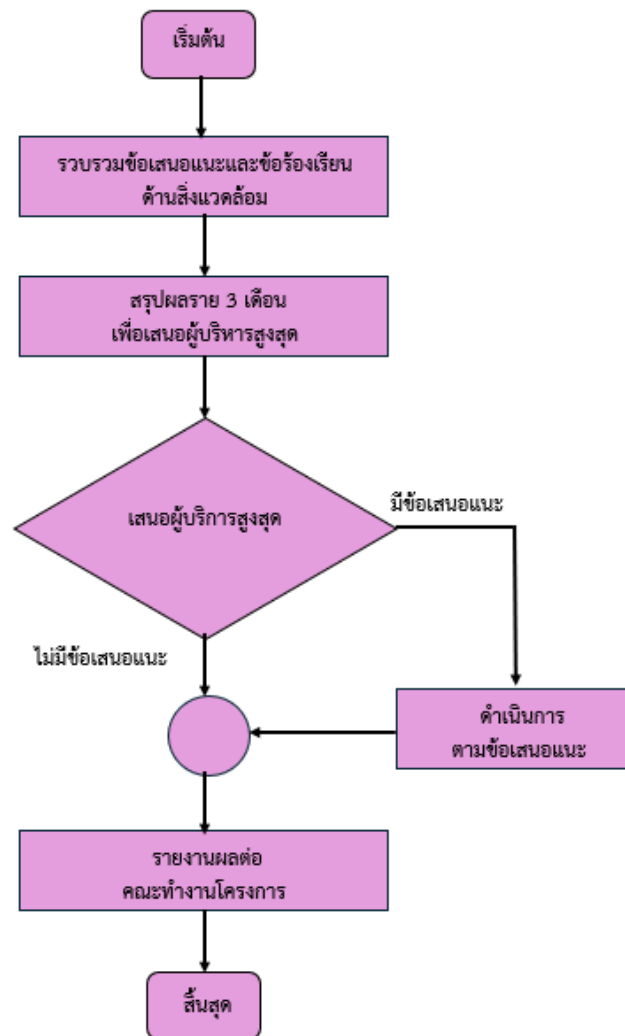 เริ่มต้น
รวบรวมข้อเสนอแนะและข้อร้องเรียน
ด้านสิ่งแวดล้อม
สรุปผลราย 3 เดือน
เพื่อเสนอผู้บริหารสูงสุด
เสนอผู้บริการสูงสุด
มีข้อเสนอแนะ
ไม่มีข้อเสนอแนะ
ดำเนินการ
ตามข้อเสนอแนะ
รายงานผลต่อ
คณะทำงานโครงการ
สิ้นสุด